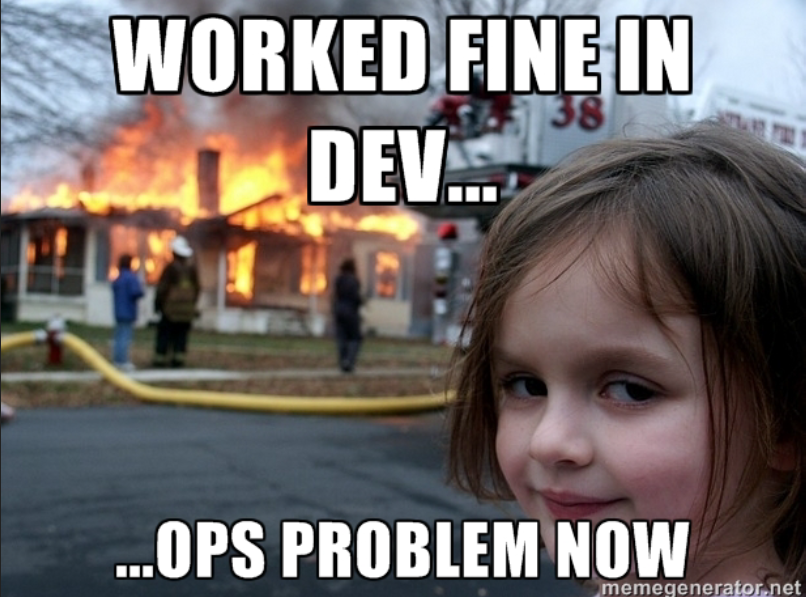 WORKED FINE IN
38
DEV...
...OPS PROBLEM NOW
memegenerator.net